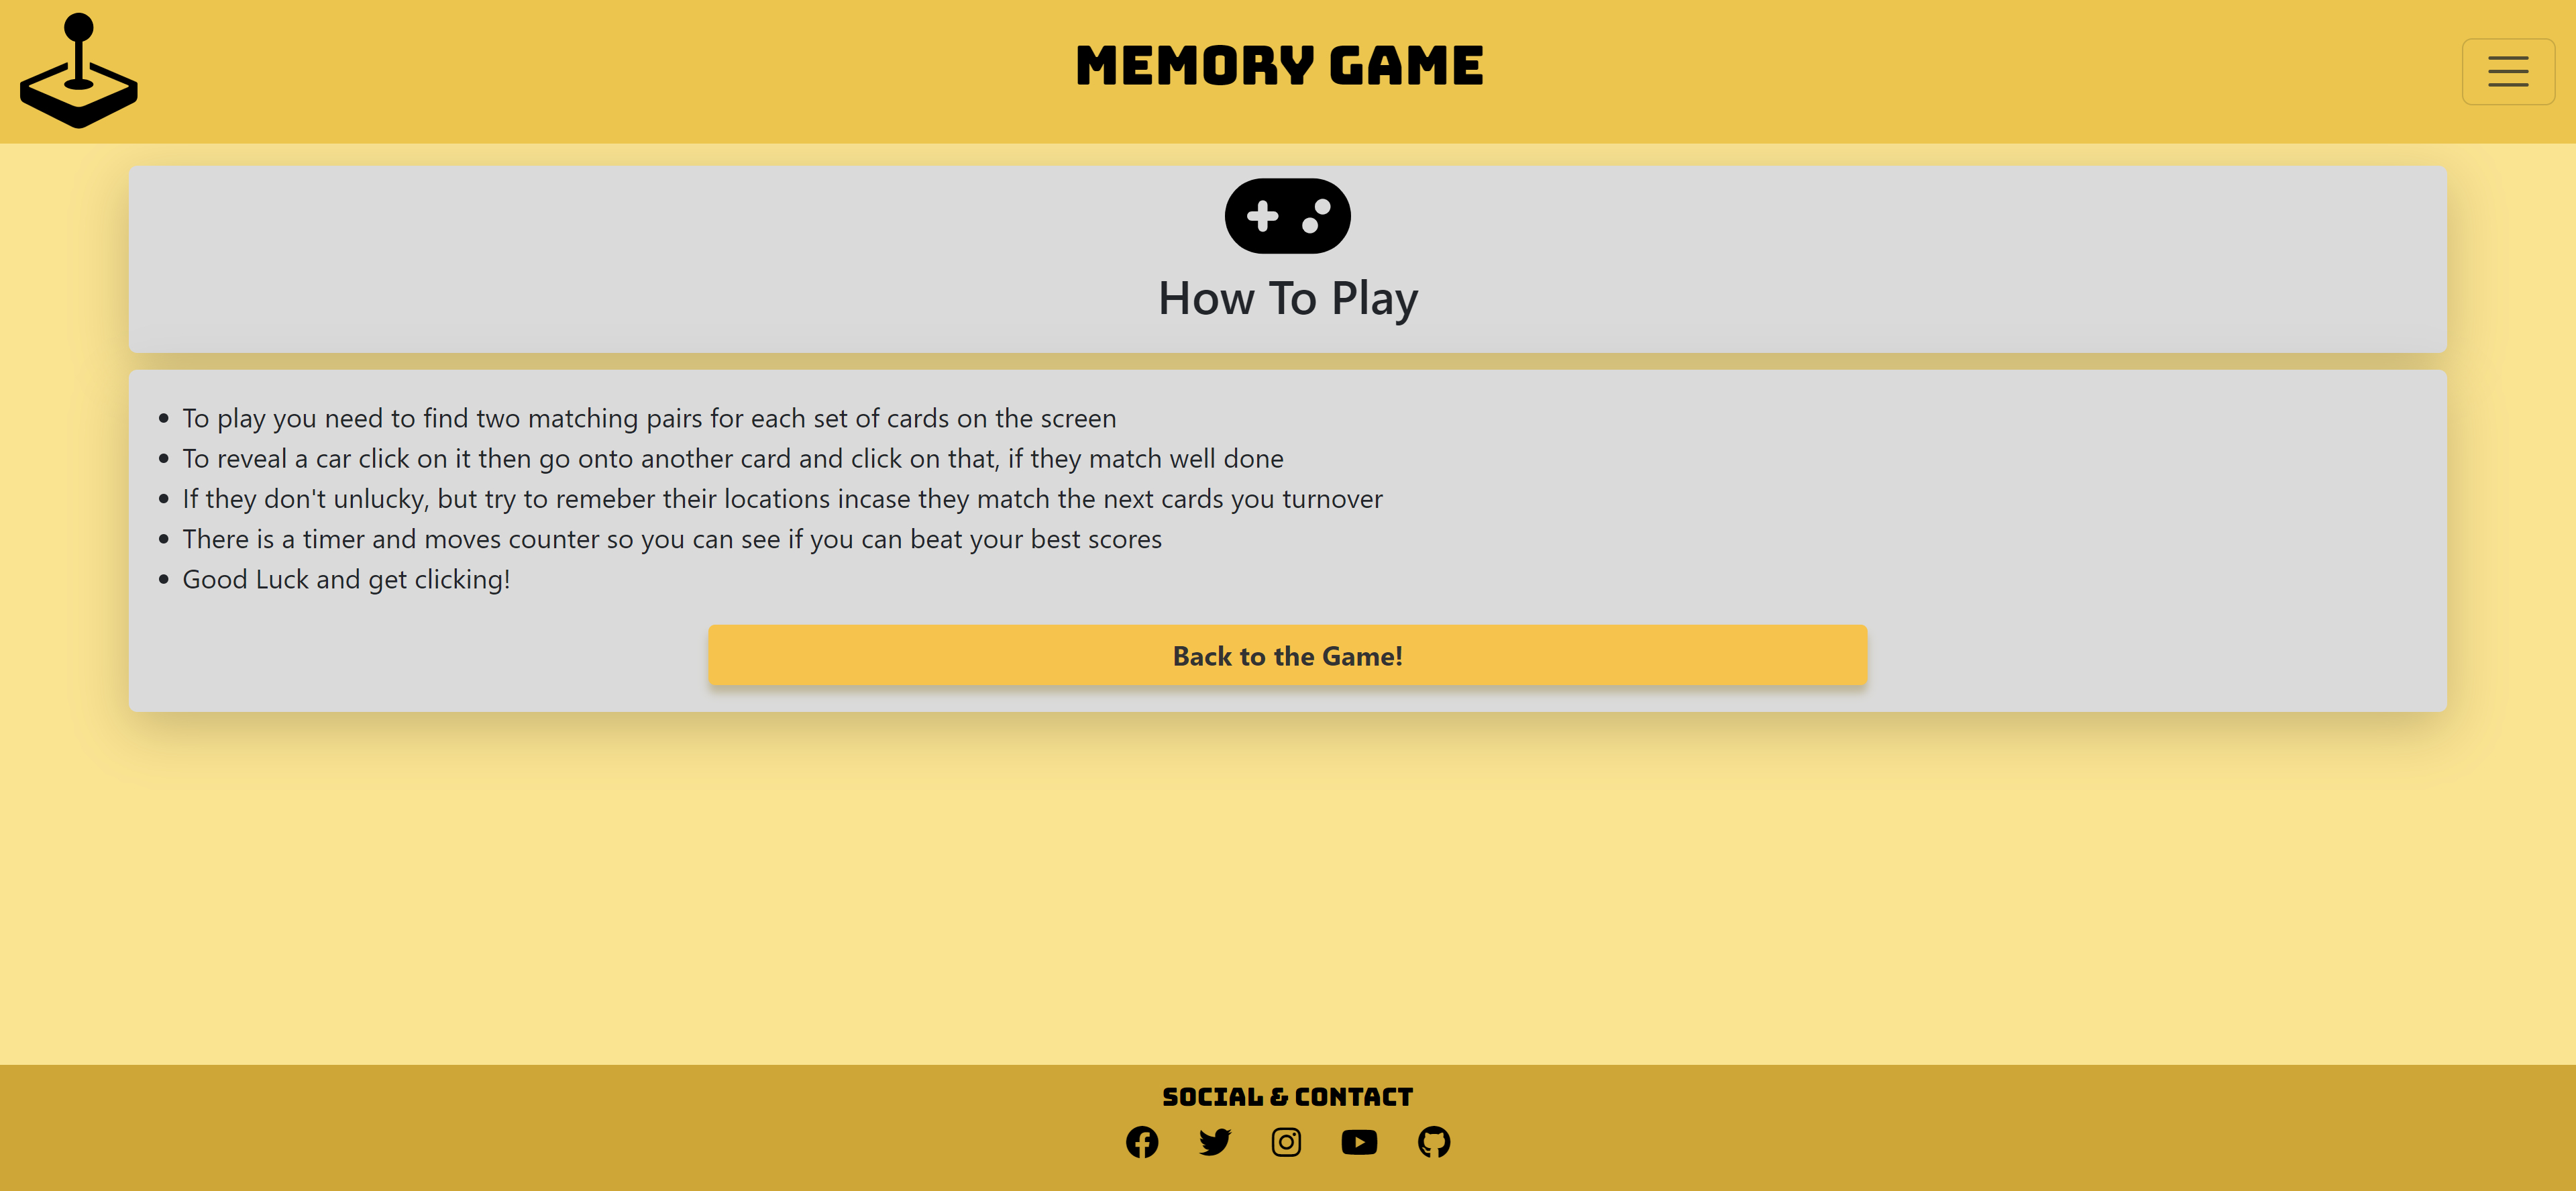 MEMORY GAME
How To Play
To play you need to find two matching pairs for each set of cards on the screen
To reveal a car click on it then go onto another card and click on that, if they match well done
If they don't unlucky, but try to remeber their locations incase they match the next cards you turnover
There is a timer and moves counter so you can see if you can beat your best scores
Good Luck and get clicking!
Back to the Game!
SOCIAL & CONTACT